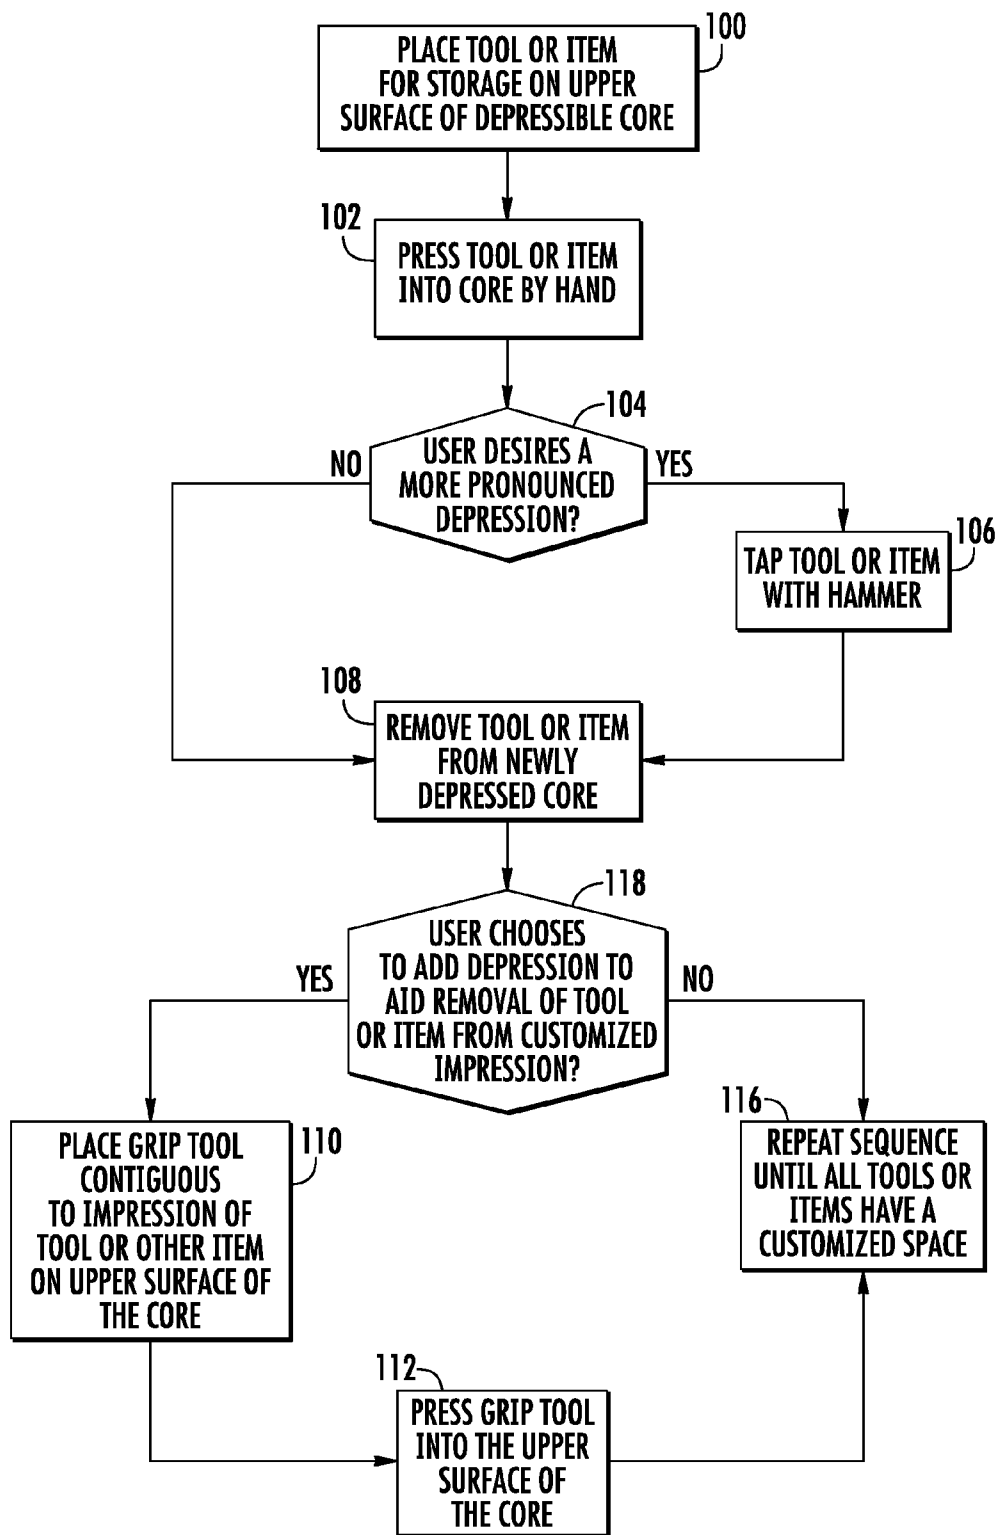 100
PLACE TOOL OR ITEM
FOR STORAGE ON UPPER
SURFACE OF DEPRESSIBLE CORE
102
PRESS TOOL OR ITEM
INTO CORE BY HAND
104
USER DESIRES A
MORE PRONOUNCED
DEPRESSION?
NO
YES
106
TAP TOOL OR ITEM
WITH HAMMER
108
REMOVE TOOL OR ITEM
FROM NEWLY
DEPRESSED CORE
118
USER CHOOSES
TO ADD DEPRESSION TO
AID REMOVAL OF TOOL
OR ITEM FROM CUSTOMIZED
IMPRESSION?
YES
NO
110
PLACE GRIP TOOL
CONTIGUOUS
TO IMPRESSION OF
TOOL OR OTHER ITEM
ON UPPER SURFACE OF
THE CORE
116
REPEAT SEQUENCE
UNTIL ALL TOOLS OR
ITEMS HAVE A
CUSTOMIZED SPACE
112
PRESS GRIP TOOL
INTO THE UPPER
SURFACE OF
THE CORE